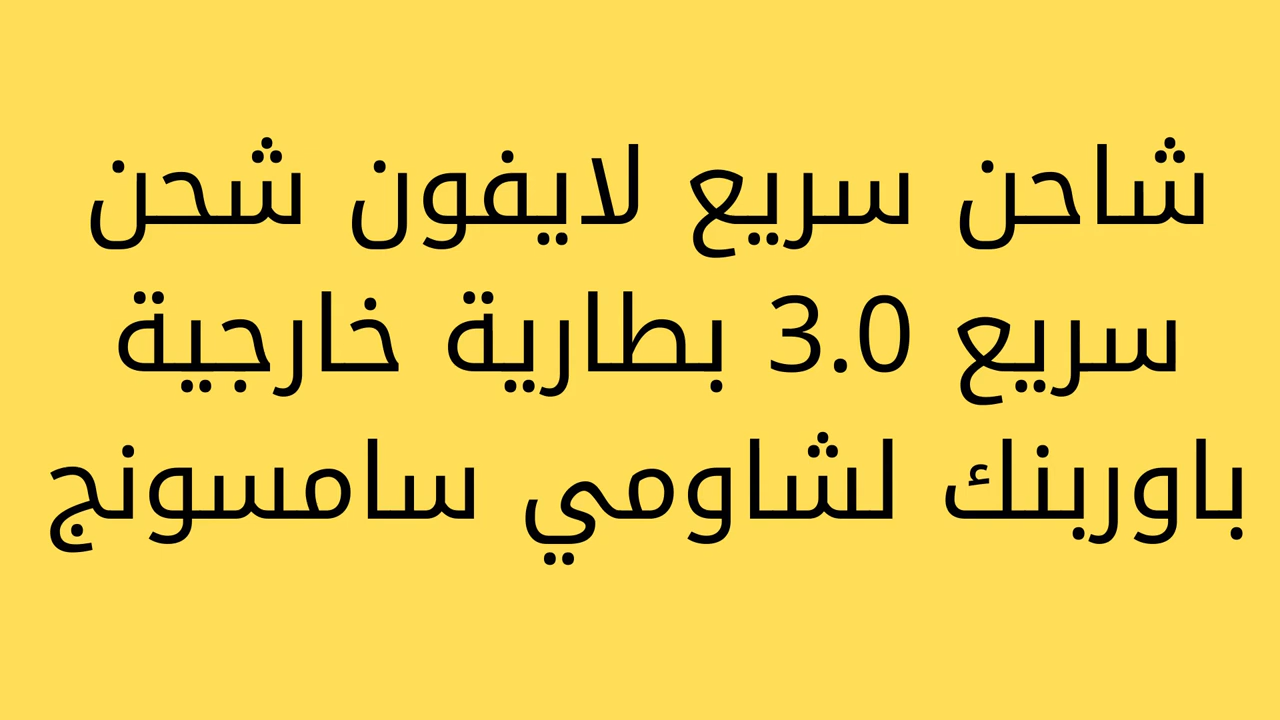 شاحن سريع لايفون شحن
سريع 3.0 بطارية خارجية
باوربنك لشاومي سامسونج